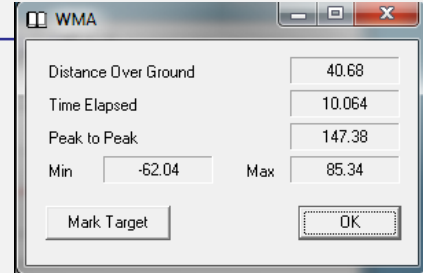 WMA
Distance Over Ground 40.68
Time Elapsed 10.064
Peak to Peak 147.38
Min -62.04 Max 85.34
Mark Target OK